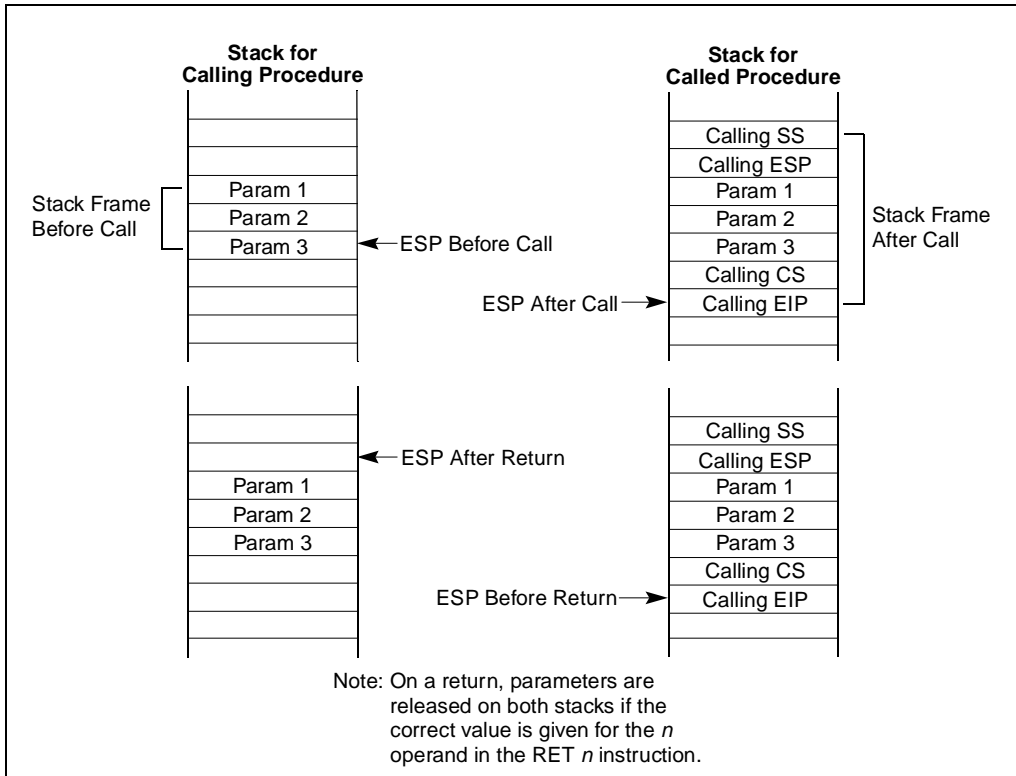 Stack for
Calling Procedure
Stack for
Called Procedure
Stack Frame
Before Call
Param 1
Param 2
Param 3
ESP Before Call
ESP After Call
Calling SS
Calling ESP
Param 1
Param 2
Param 3
Calling CS
Calling EIP
Stack Frame
After Call
ESP After Return
Param 1
Param 2
Param 3
ESP Before Return
Calling SS
Calling ESP
Param 1
Param 2
Param 3
Calling CS
Calling EIP
Note: On a return, parameters are
released on both stacks if the
correct value is given for the n
operand in the RET n instruction.